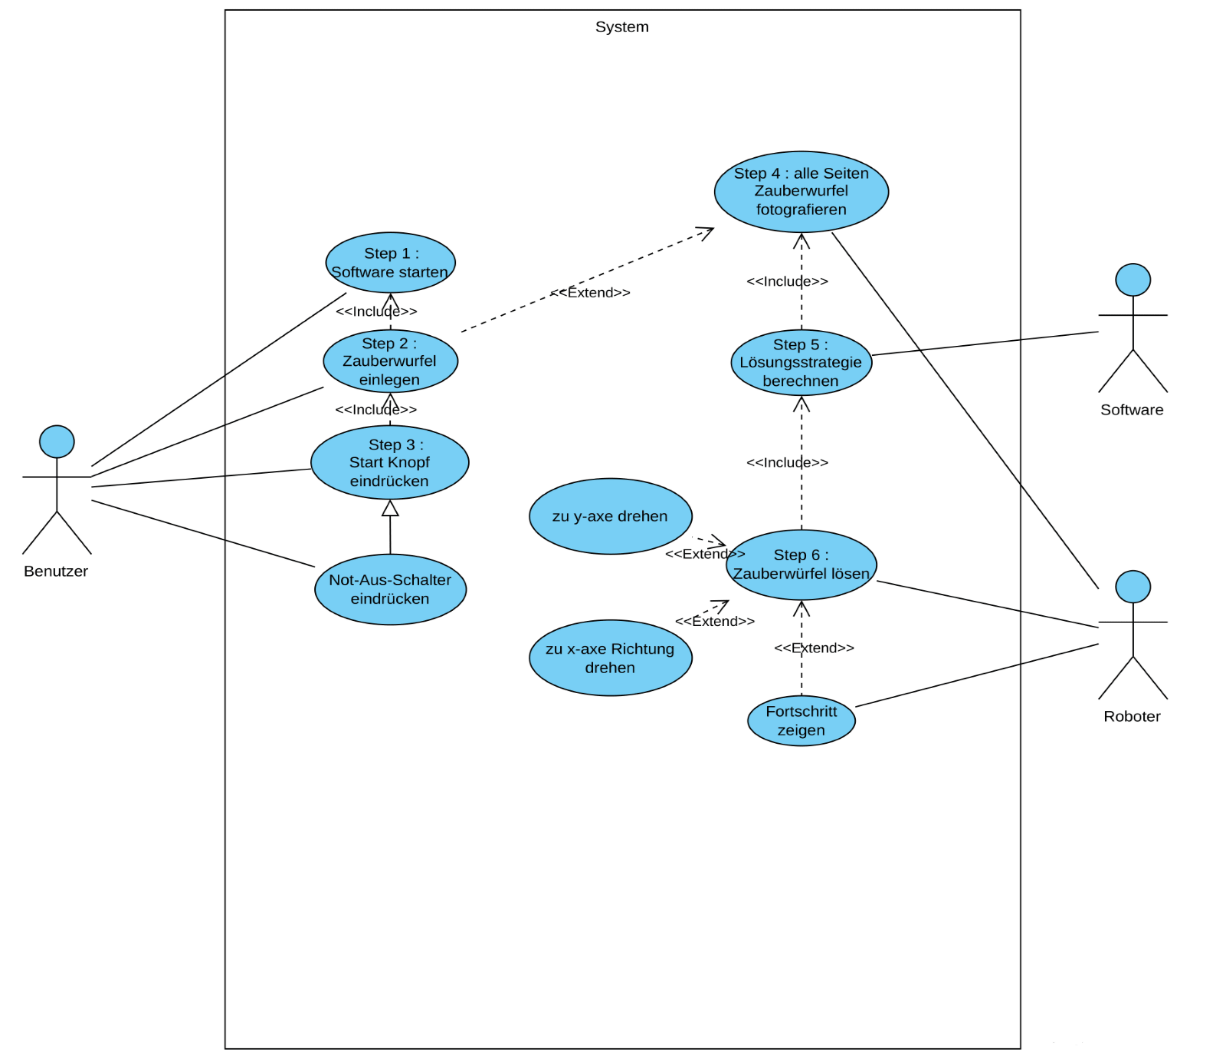 System
Step 4 : alle Seiten
Zauberwurfel
fotografieren
Step 1 :
Software starten
<<Include>>
<<Extend>>
<<Include>>
Step 2 :
Zauberwurfel
einlegen
Step 5 :
Lösungsstrategie
berechnen
Software
<<Include>>
Step 3 :
Start Knopf
eindrücken
<<Include>>
Benutzer
zu y-axe drehen
<<Extend>>
Step 6 :
Zauberwürfel lösen
Not-Aus-Schalter
eindrücken
<<Extend>>
zu x-axe Richtung
drehen
<<Extend>>
Fortschritt
zeigen
Roboter